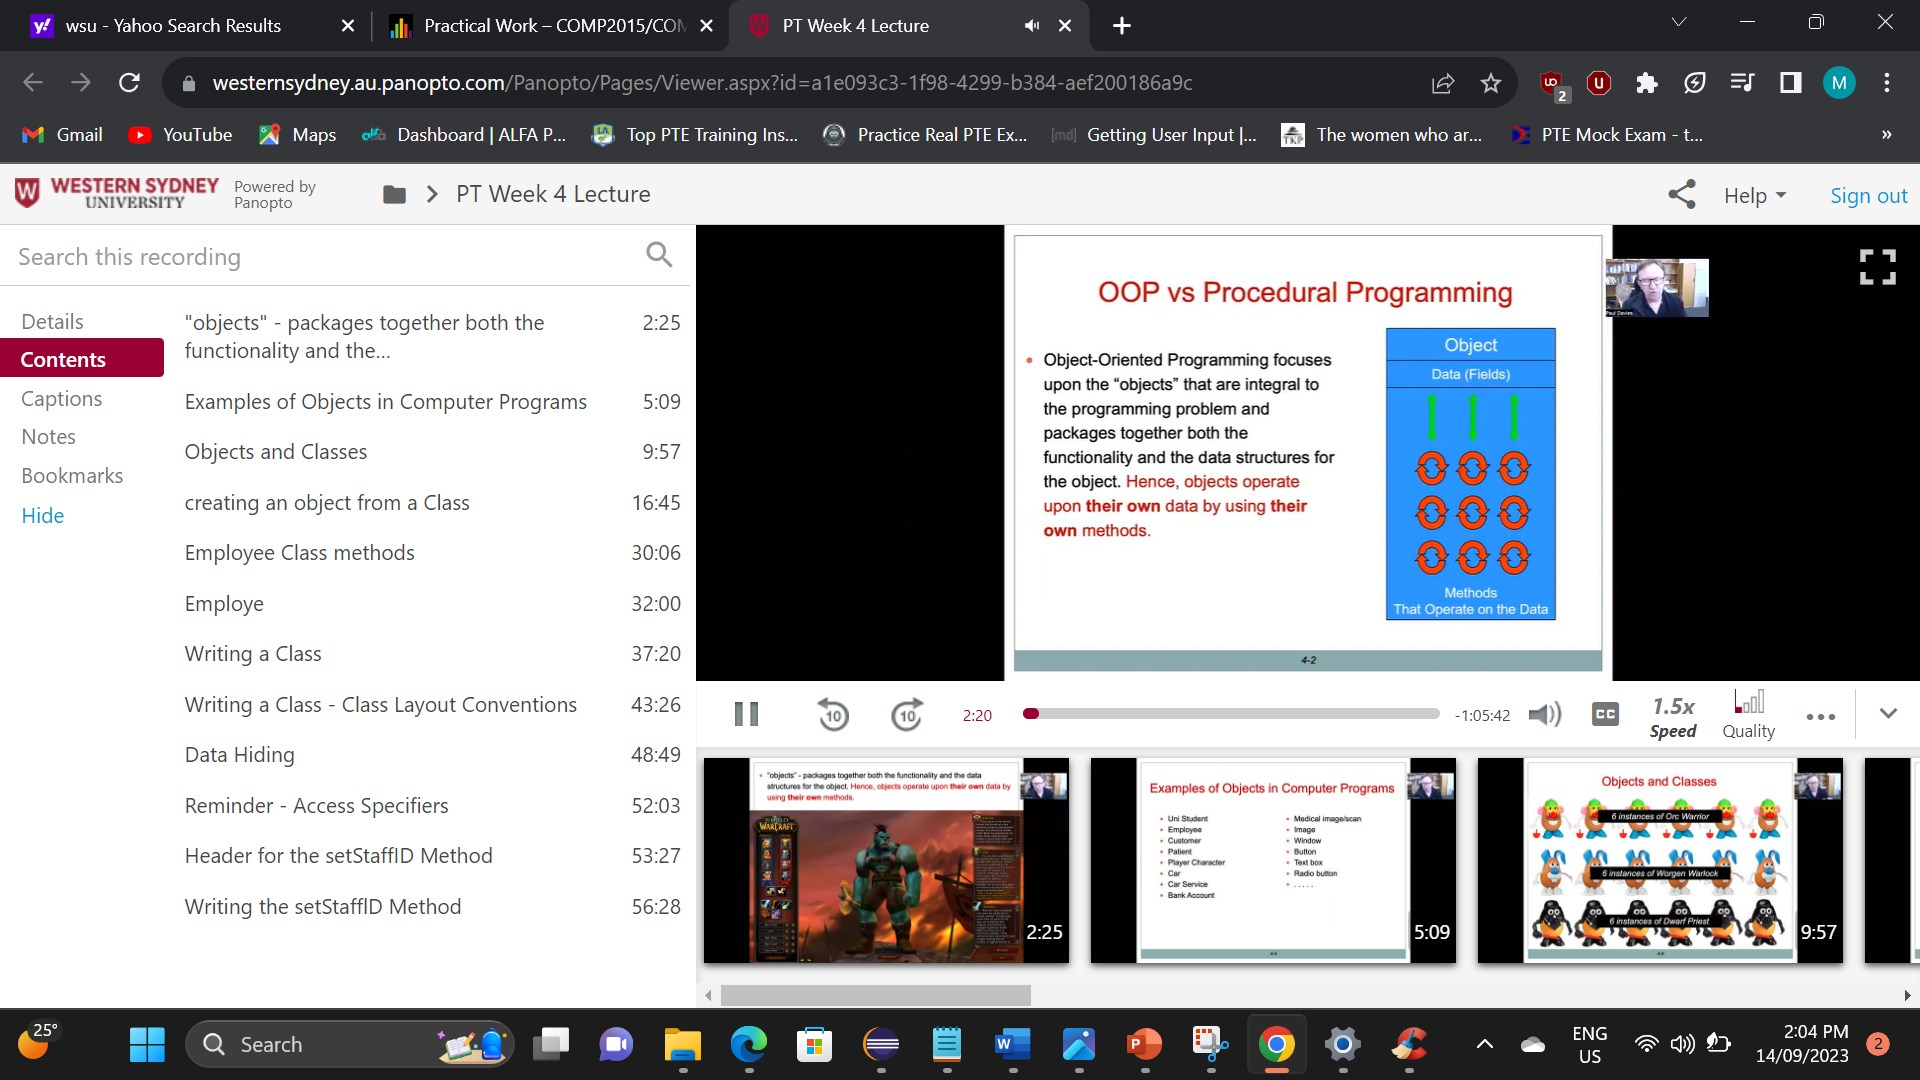 wsu - Yahoo Search Results
Practical Work – COMP2015/COM
PT Week 4 Lecture
westernsydney.au.panopto.com/Panopto/Pages/Viewer.aspx?id=a1e093c3-1f98-4299-b384-aef200186a9c
2
M
Gmail
YouTube
Maps
Dashboard | ALFA P...
Top PTE Training Ins...
Practice Real PTE Ex...
[md]
Getting User Input |...
The women who ar...
PTE Mock Exam - t...
»
WESTERN SYDNEY
UNIVERSITY
Powered by
Panopto
PT Week 4 Lecture
Help
Sign out
Search this recording
Details
Contents
Captions
Notes
Bookmarks
Hide
"objects" - packages together both the 2:25
functionality and the...
Examples of Objects in Computer Programs 5:09
Objects and Classes 9:57
creating an object from a Class 16:45
Employee Class methods 30:06
Employe 32:00
Writing a Class 37:20
Writing a Class - Class Layout Conventions 43:26
Data Hiding 48:49
Reminder - Access Specifiers 52:03
Header for the setStaffID Method 53:27
Writing the setStaffID Method 56:28
OOP vs Procedural Programming
• Object-Oriented Programming focuses
upon the “objects” that are integral to
the programming problem and
packages together both the
functionality and the data structures for
the object. Hence, objects operate
upon their own data by using their
own methods.
Object
Data (Fields)
Methods
That Operate on the Data
4-2
Paul Davies
10
10
2:20
-1:05:42
CC
1.5x
Speed
Quality
• "objects" - packages together both the functionality and the data
structures for the object. Hence, objects operate upon their own data by
using their own methods.
WORLD
WARCRAFT
2:25
Examples of Objects in Computer Programs
• Uni Student
• Employee
• Customer
• Patient
• Player Character
• Car
• Car Service
• Bank Account
• Medical image/scan
• Image
• Window
• Button
• Text box
• Radio button
• . . . . .
5:09
Objects and Classes
6 instances of Orc Warrior
6 instances of Worgen Warlock
6 instances of Dwarf Priest
9:57
25°
Search
ENG
US
2:04 PM
14/09/2023
2